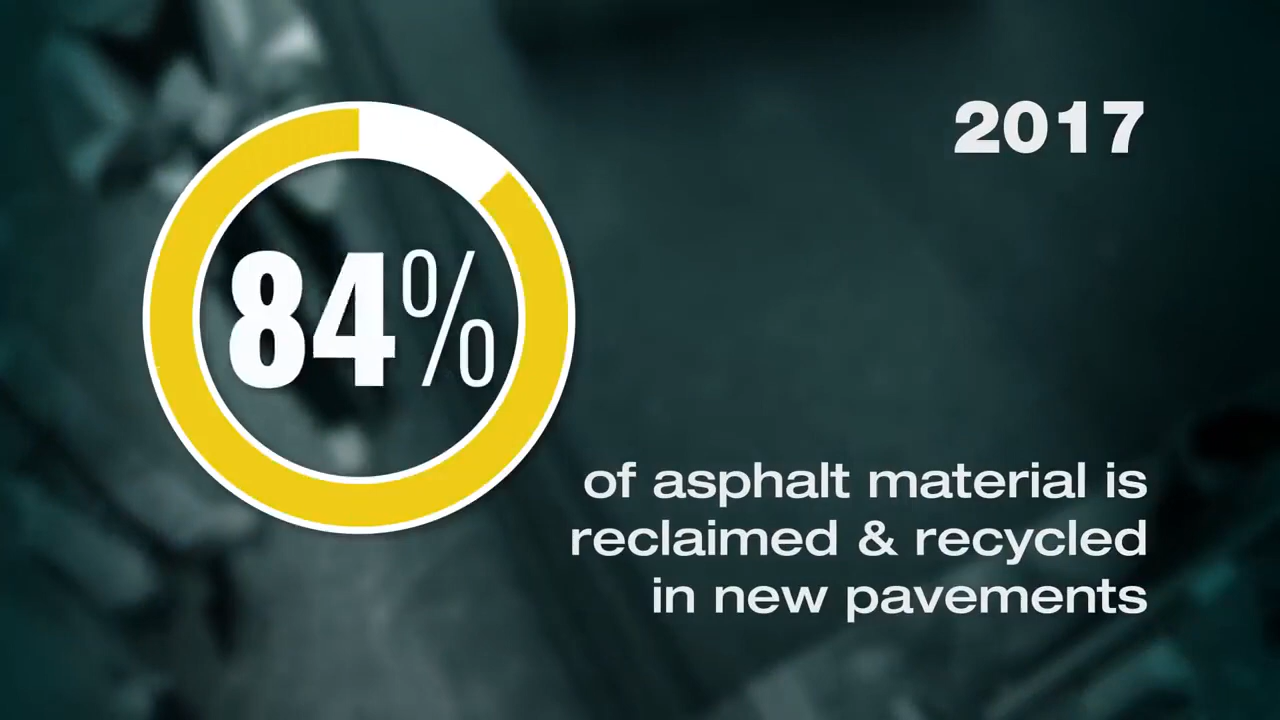 2017
84%
of asphalt material is
reclaimed & recycled
in new pavements